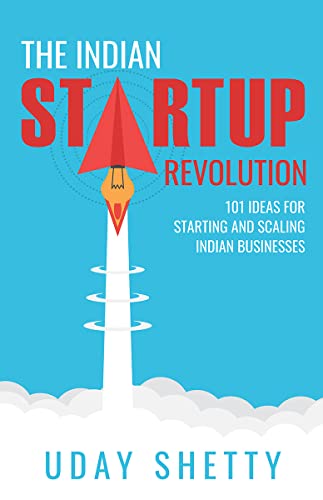 THE INDIAN
STARTUP
REVOLUTION
101 IDEAS FOR
STARTING AND SCALING
INDIAN BUSINESSES
UDAY SHETTY